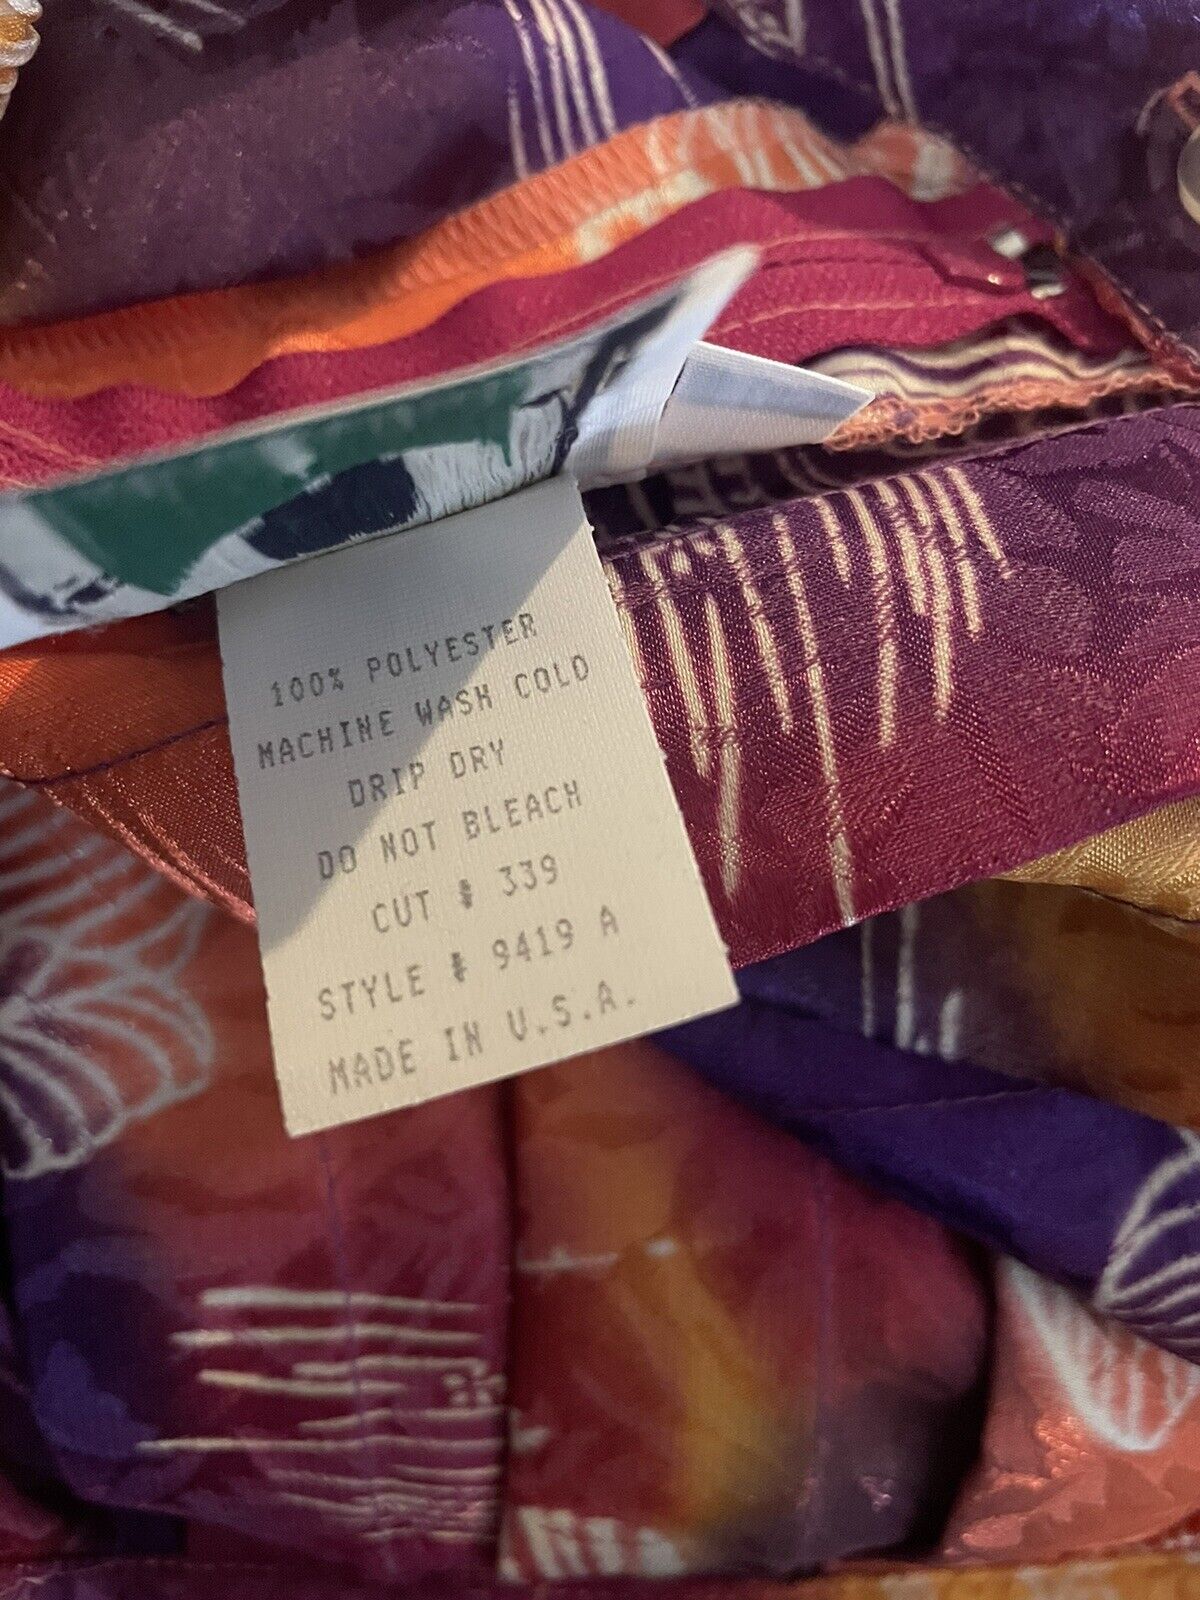 100% POLYESTER
MACHINE WASH COLD
DRIP DRY
DO NOT BLEACH
CUT # 339
STYLE # 9419 A
MADE IN U.S.A.